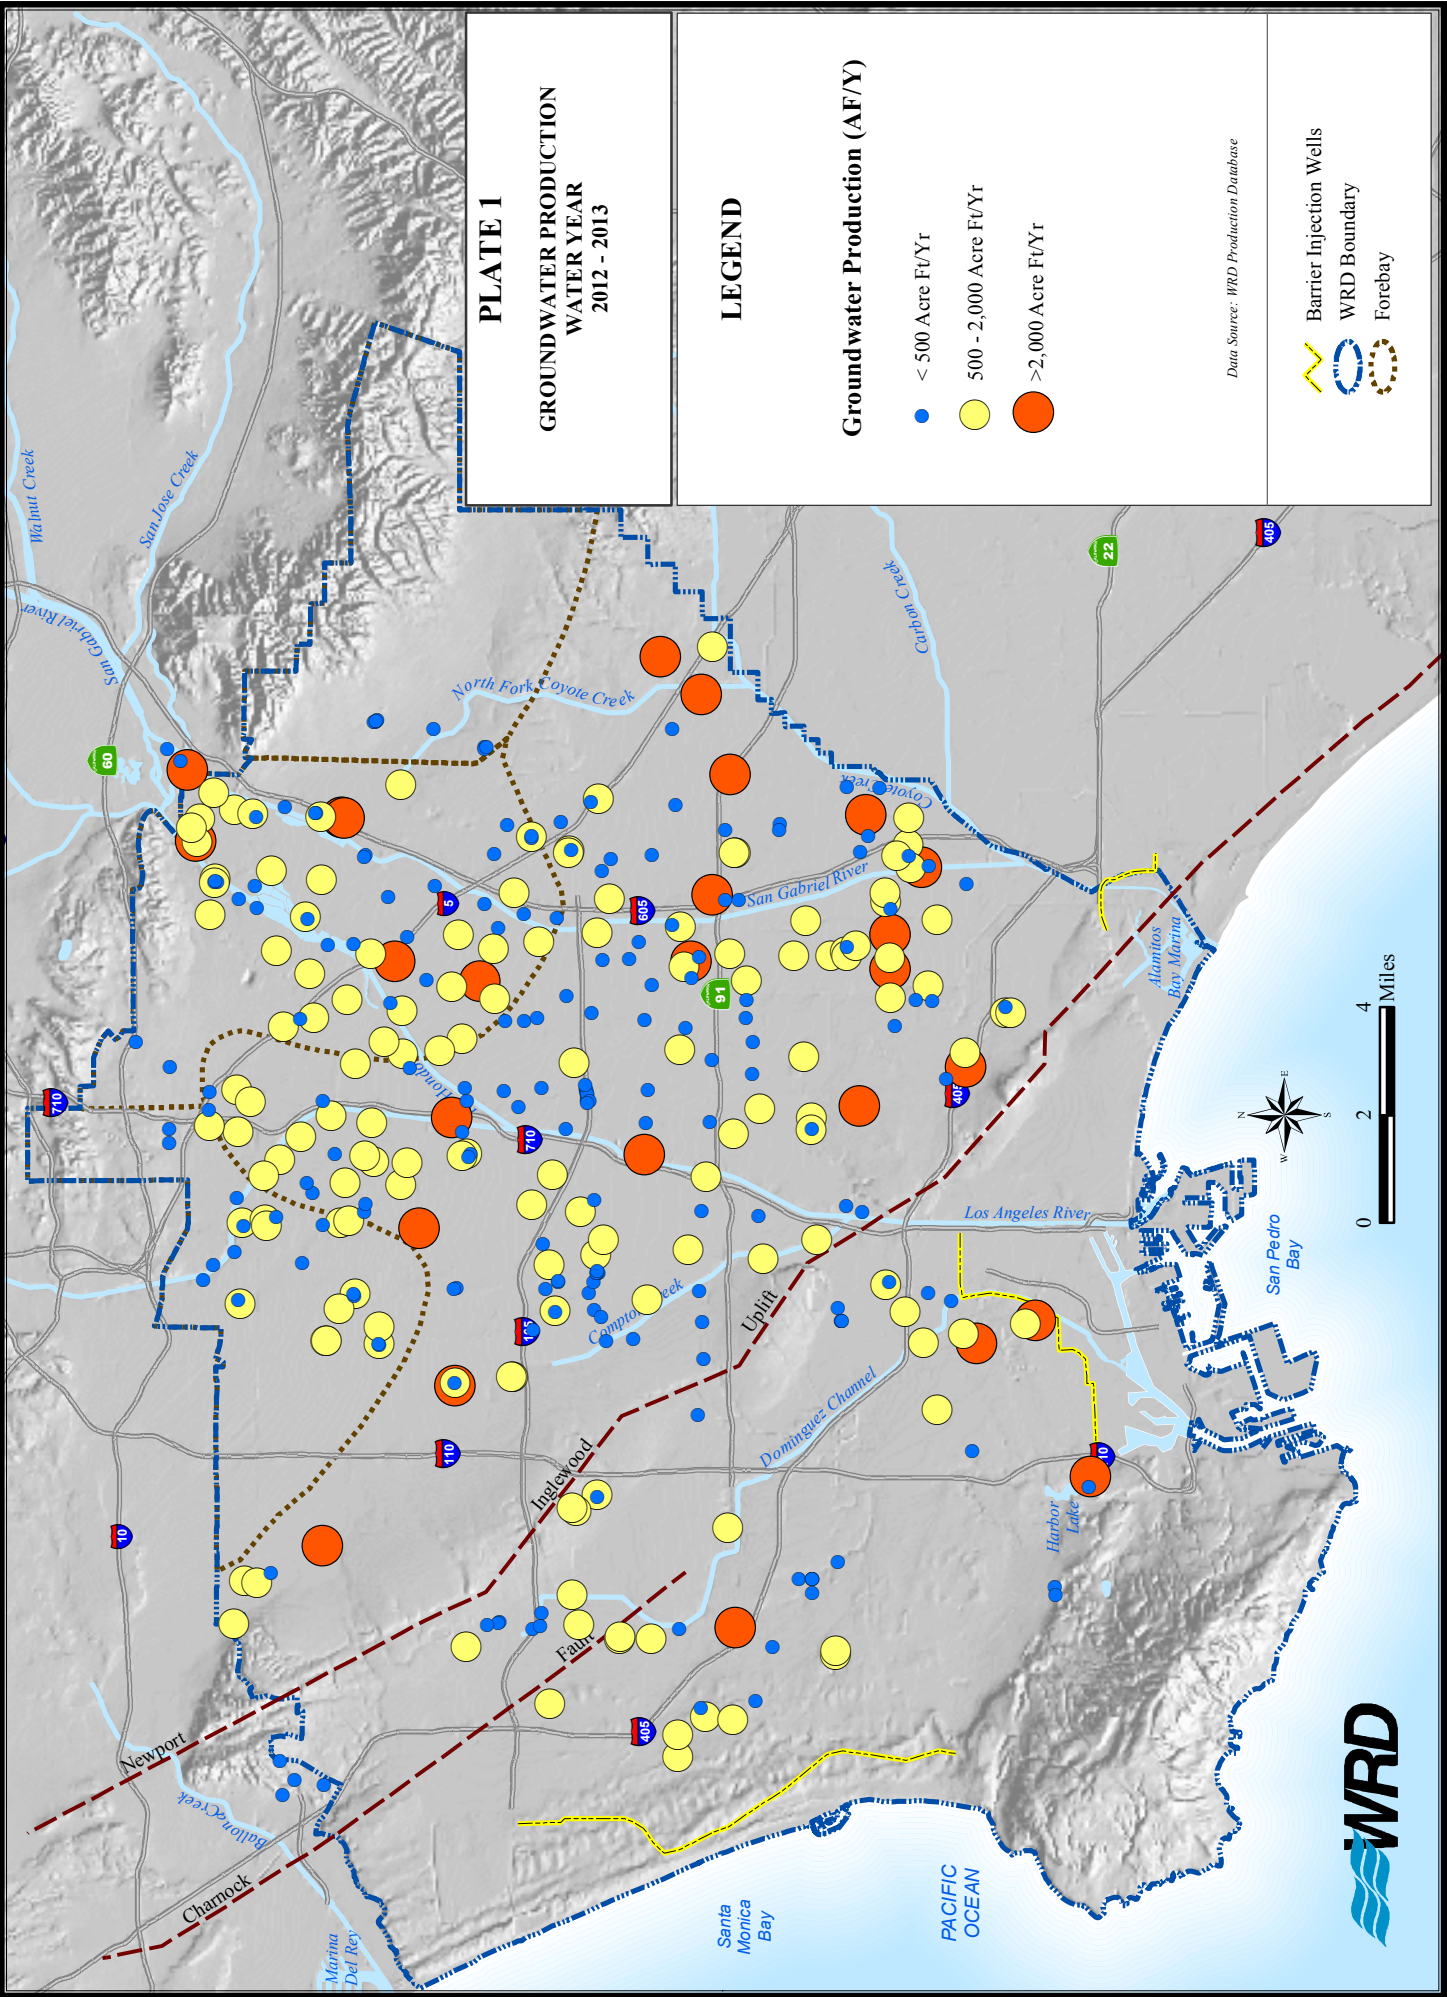 PLATE 1
GROUNDWATER PRODUCTION
WATER YEAR
2012 - 2013
LEGEND
Groundwater Production (AF/Y)
< 500 Acre Ft/Yr
500 - 2,000 Acre Ft/Yr
>2,000 Acre Ft/Yr
Data Source: WRD Production Database
Barrier Injection Wells
WRD Boundary
Forebay
Walnut Creek
San Jose Creek
San Gabriel River
60
North Fork Coyote Creek
Carbon Creek
22
405
Coyote Creek
5
605
San Gabriel River
91
Alamitos
Bay Marina
710
Hondo
710
405
Los Angeles River
San Pedro
Bay
Compton Creek
Uplift
105
Dominguez Channel
10
110
Inglewood
110
Harbor
Lake
Fault
405
Newport
Ballona Creek
Charnock
Marina
Del Rey
Santa
Monica
Bay
PACIFIC
OCEAN
N
E
S
W
0 2 4
Miles
WRD